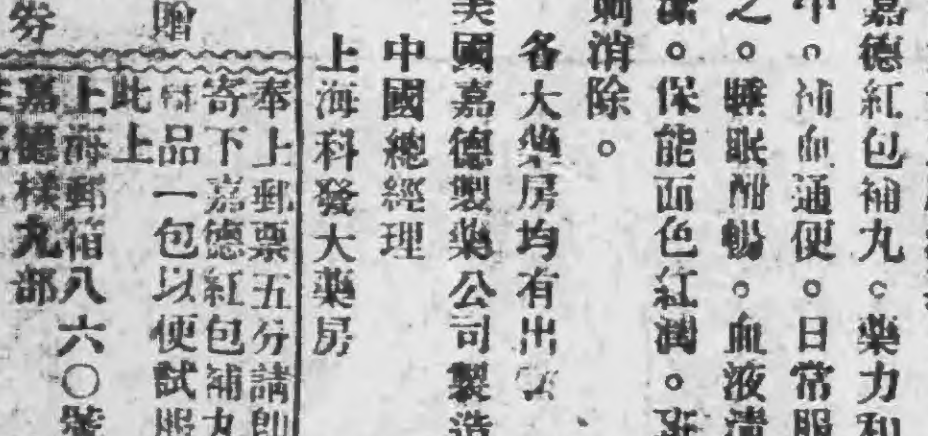 嘉德紅包補丸。藥力和
中。補血通便。日常服
之。睡眠酣暢。血液清
潔。保能面色紅潤。斑
刺消除。
各大藥房均有出
美國嘉德製藥公司製造
中國總經理
上海科發大藥房
奉上郵票五分請即
寄下嘉德紅包補丸
品一包以便試服
此上
上海郵箱八六〇號
嘉德樣丸部
贈
券